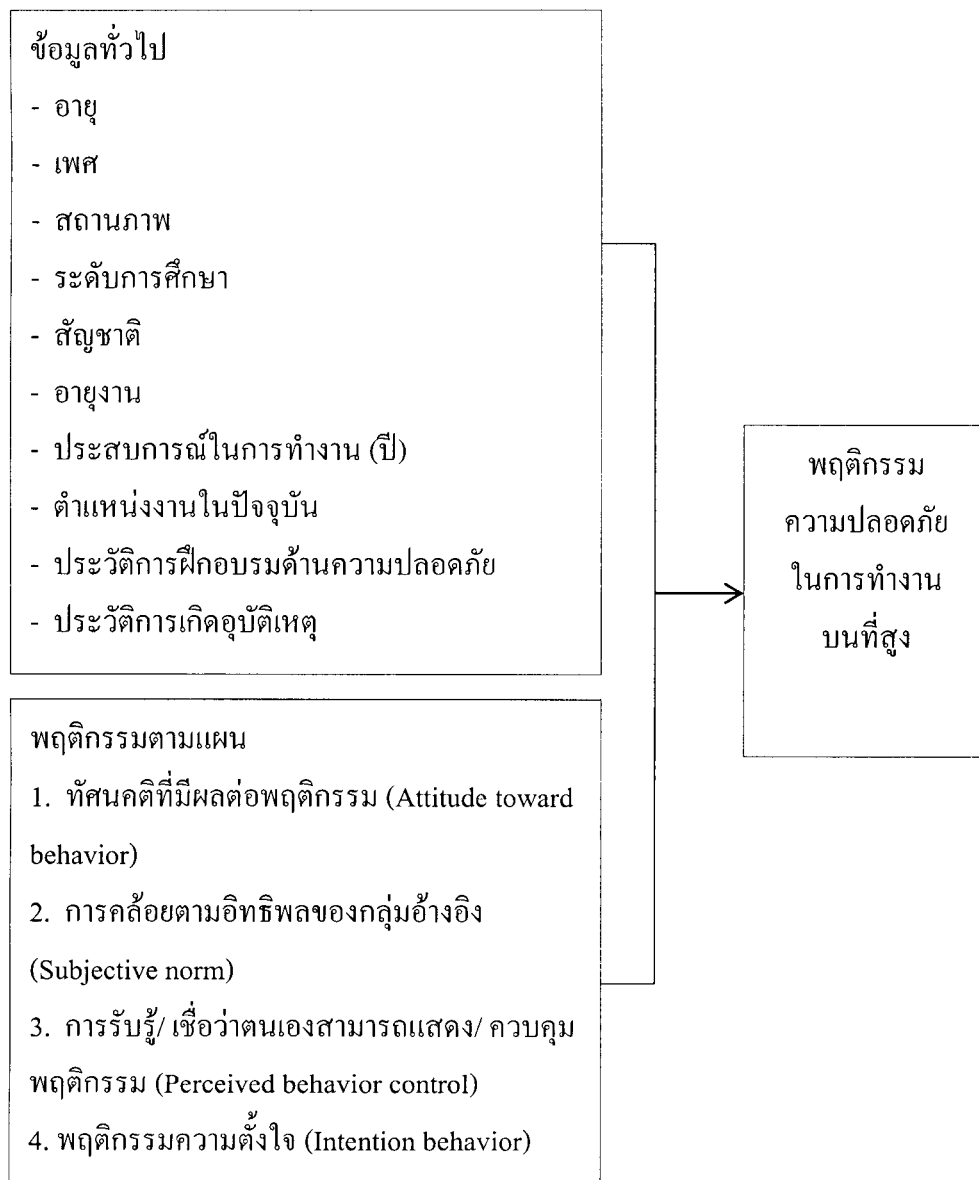 ข้อมูลทั่วไป
- อายุ
- เพศ
- สถานภาพ
- ระดับการศึกษา
- สัญชาติ
- อายุงาน
- ประสบการณ์ในการทำงาน (ปี)
- ตำแหน่งงานในปัจจุบัน
- ประวัติการฝึกอบรมด้านความปลอดภัย
- ประวัติการเกิดอุบัติเหตุ
พฤติกรรมตามแผน
1. ทัศนคติที่มีผลต่อพฤติกรรม (Attitude toward
behavior)
2. การคล้อยตามอิทธิพลของกลุ่มอ้างอิง
(Subjective norm)
3. การรับรู้/ เชื่อว่าตนเองสามารถแสดง/ ควบคุม
พฤติกรรม (Perceived behavior control)
4. พฤติกรรมความตั้งใจ (Intention behavior)
พฤติกรรม
ความปลอดภัย
ในการทำงาน
บนที่สูง